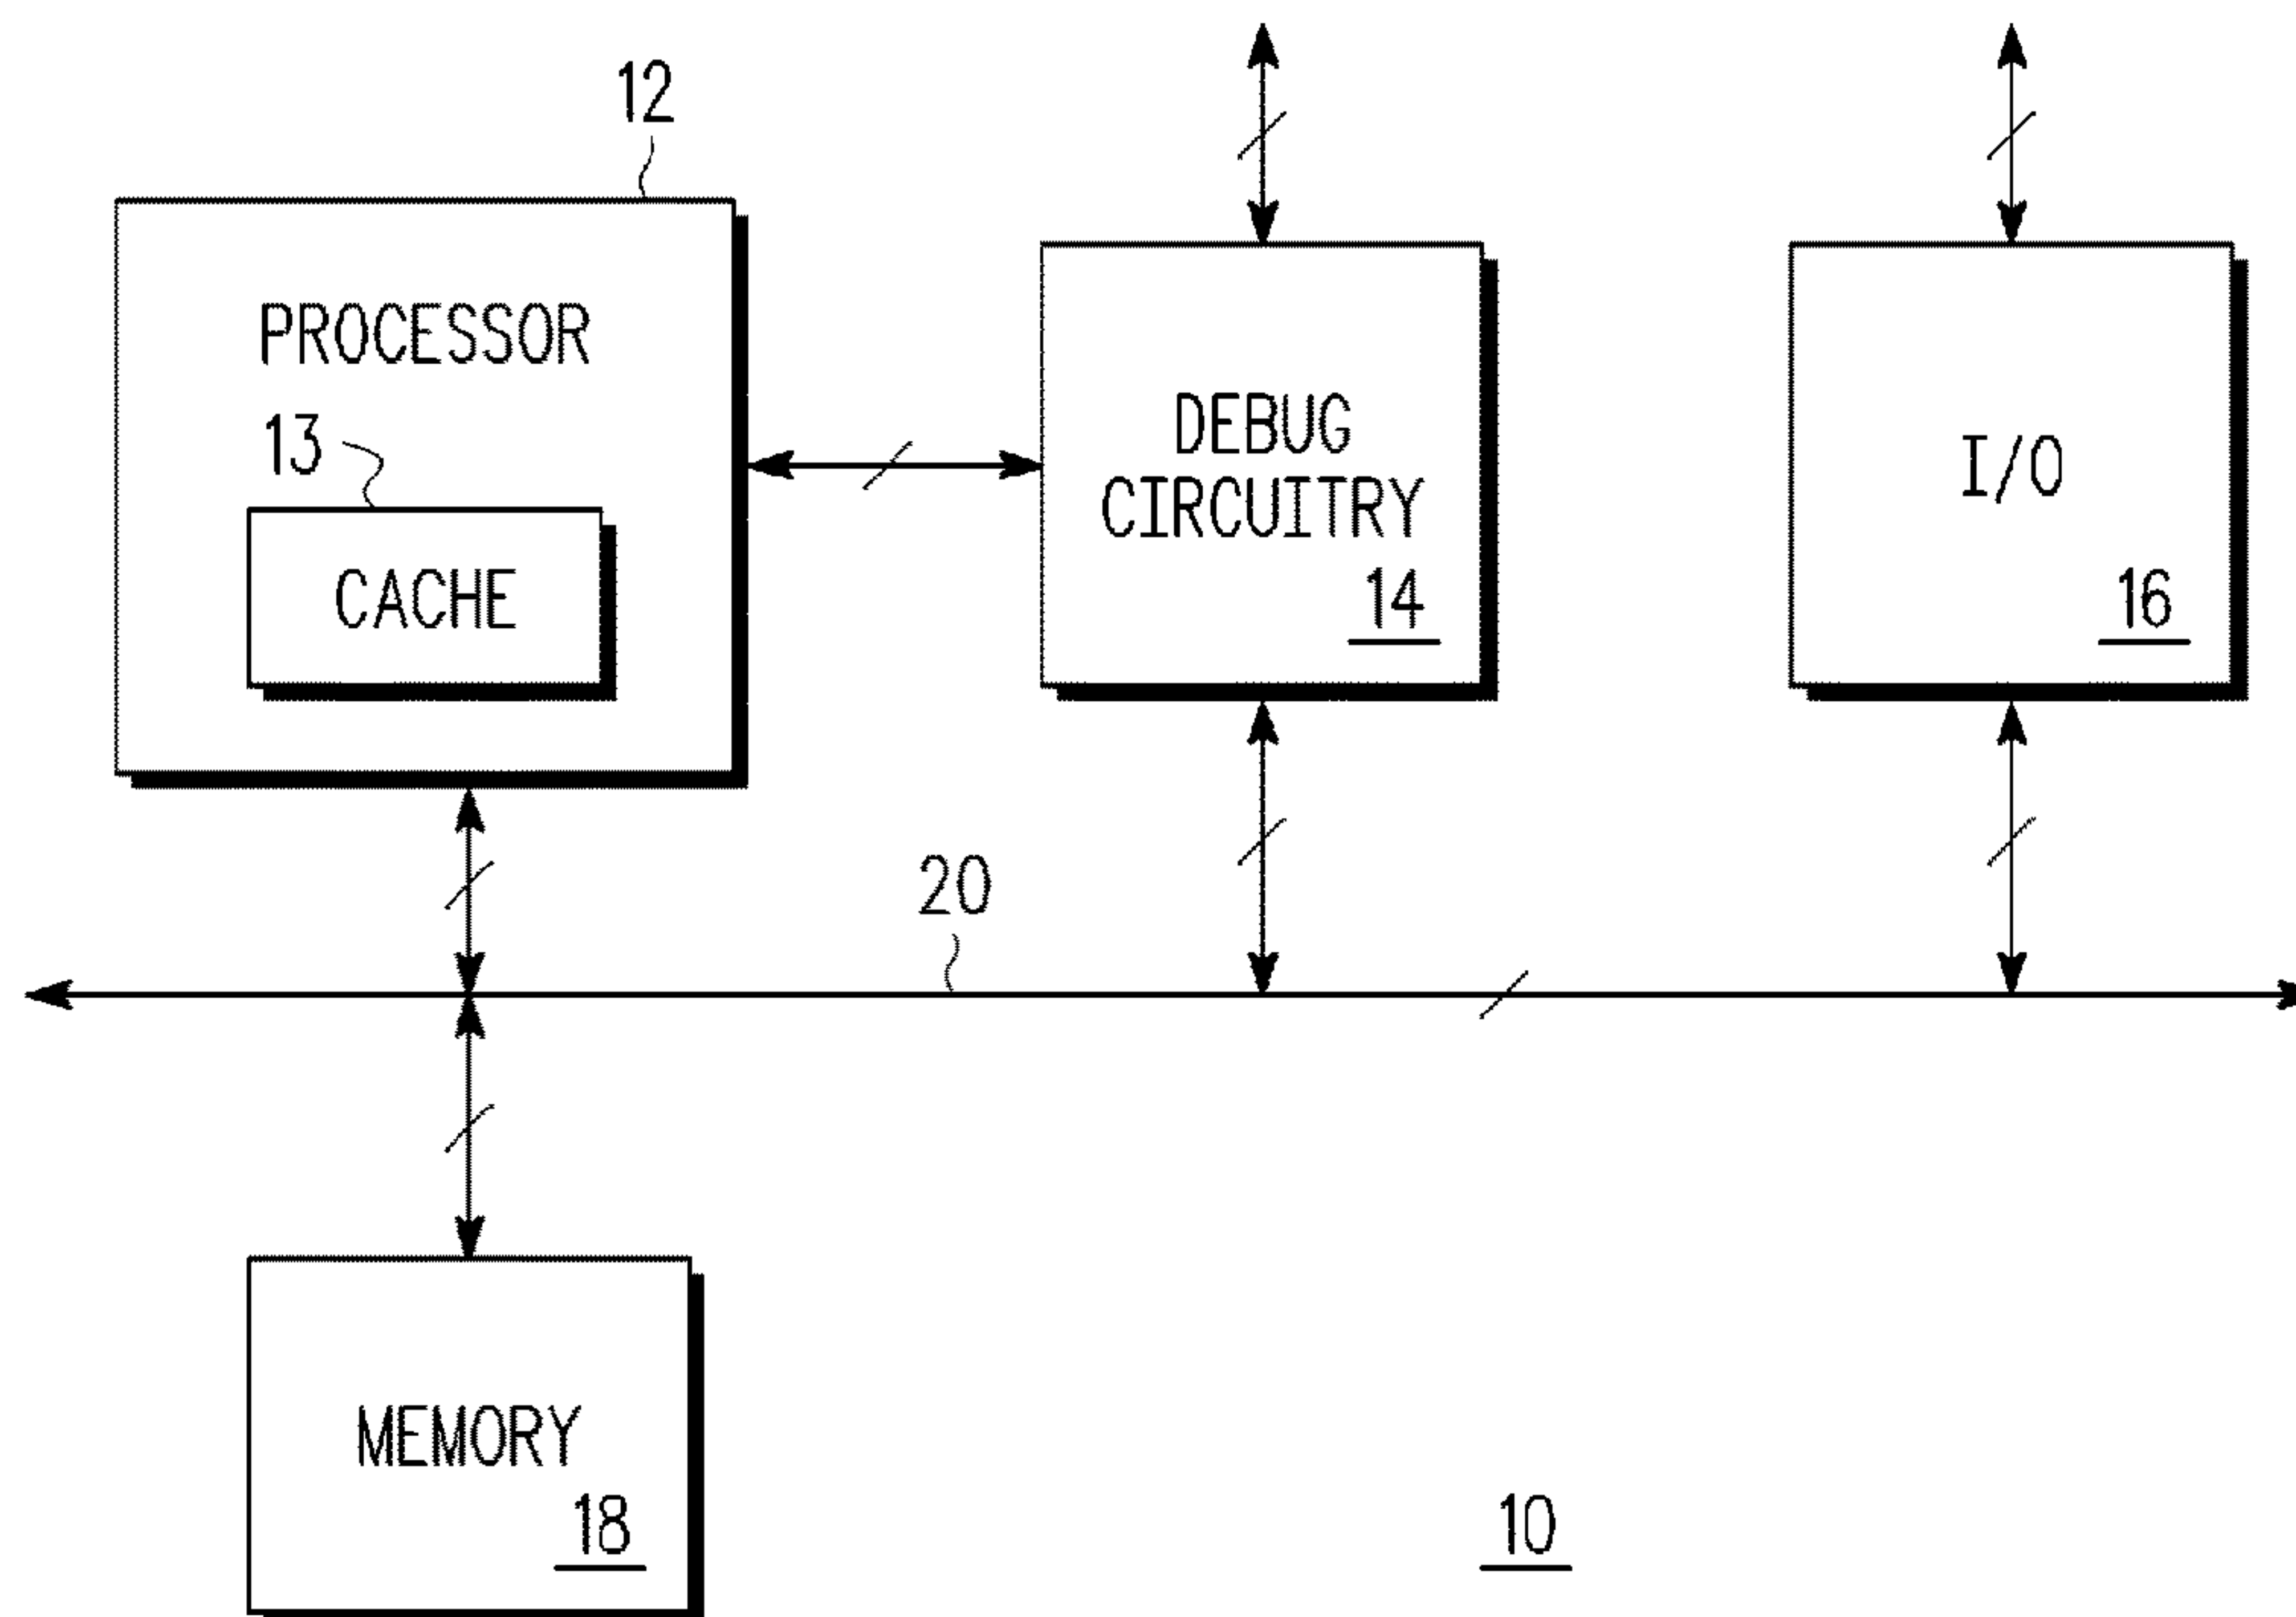 12
PROCESSOR
13
CACHE
DEBUG
CIRCUITRY
14
I/O
16
20
MEMORY
18
10